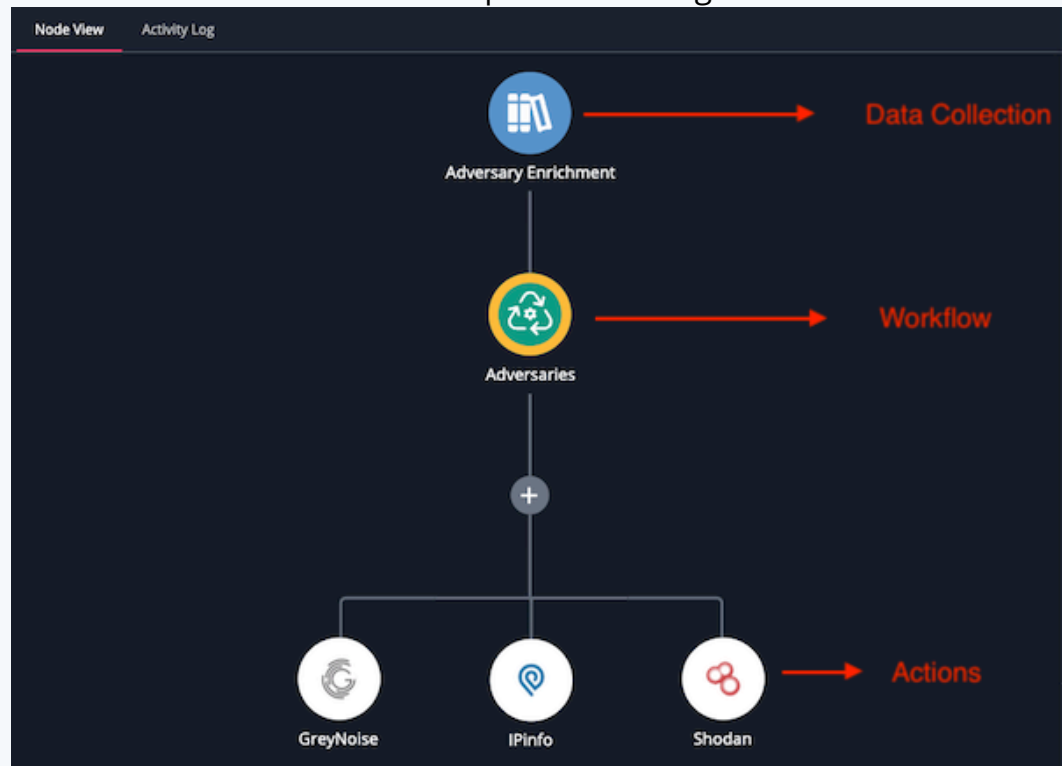 Node View Activity Log
Data Collection
Adversary Enrichment
Workflow
Adversaries
+
Actions
GreyNoise IPinfo Shodan